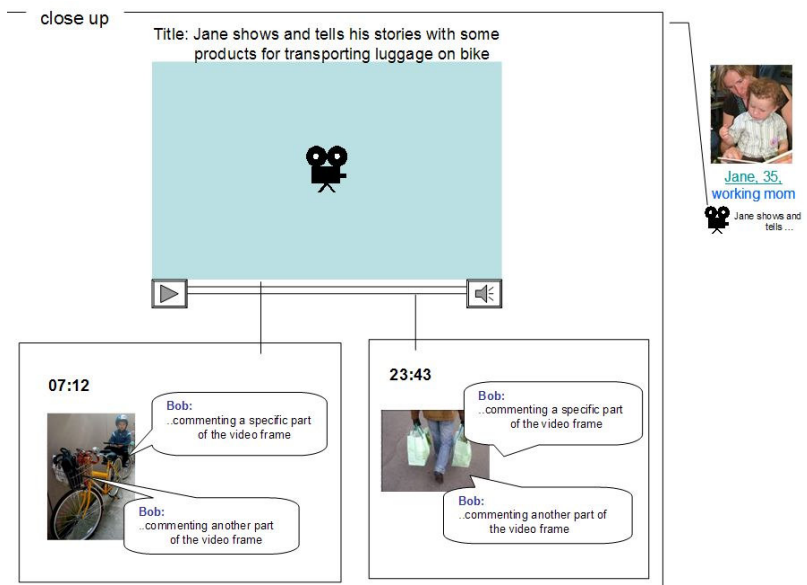 close up
Title: Jane shows and tells his stories with some
products for transporting luggage on bike
Jane, 35,
working mom
Jane shows and
tells ...
07:12
Bob:
..commenting a specific part
of the video frame
Bob:
..commenting another part
of the video frame
23:43
Bob:
..commenting a specific part
of the video frame
Bob:
..commenting another part of
the video frame